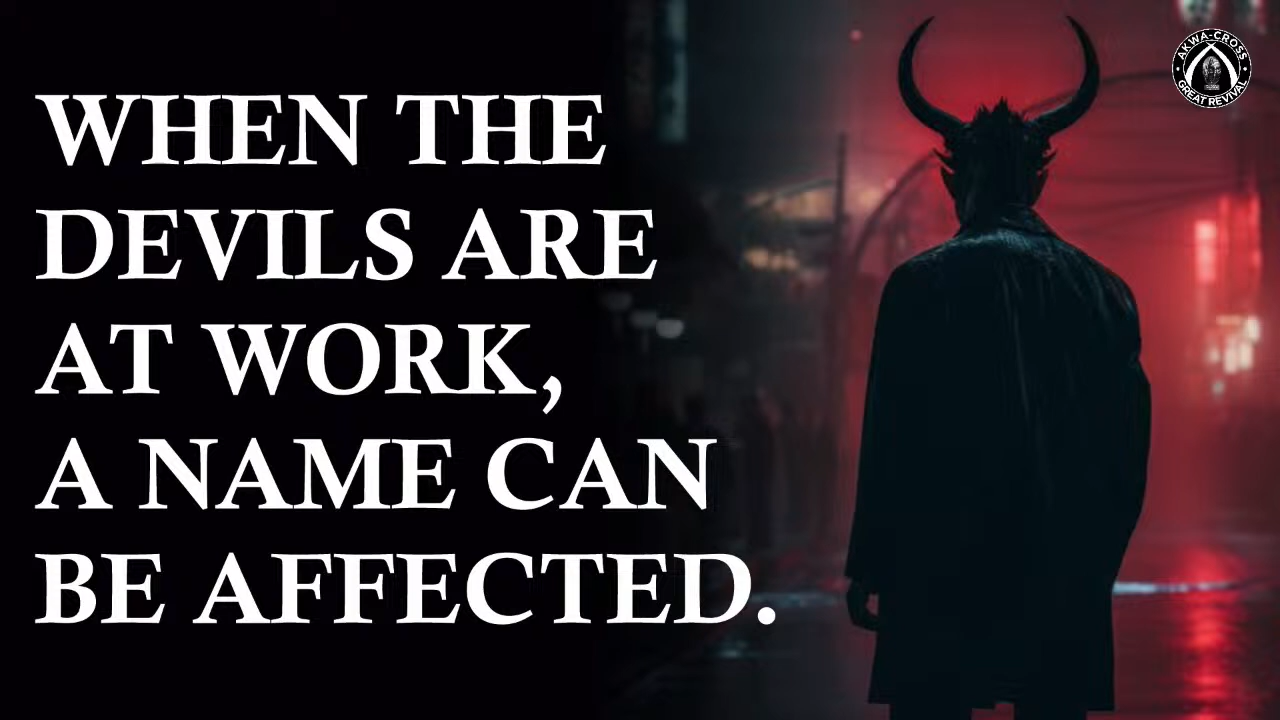 WHEN THE
DEVILS ARE
AT WORK,
A NAME CAN
BE AFFECTED.
AKWA-CROSS
GREAT REVIVAL